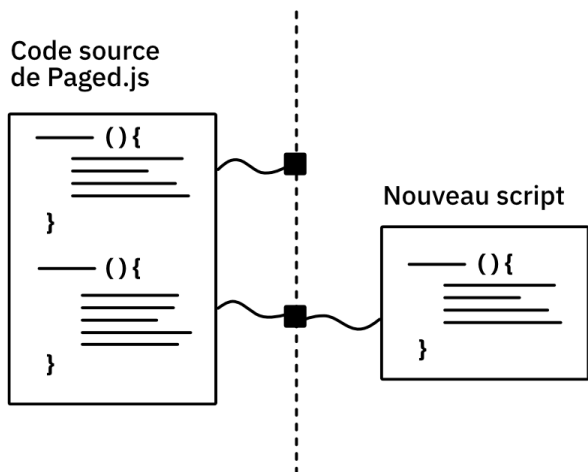 Code source
de Paged.js
() {
}
() {
}
Nouveau script
() {
}